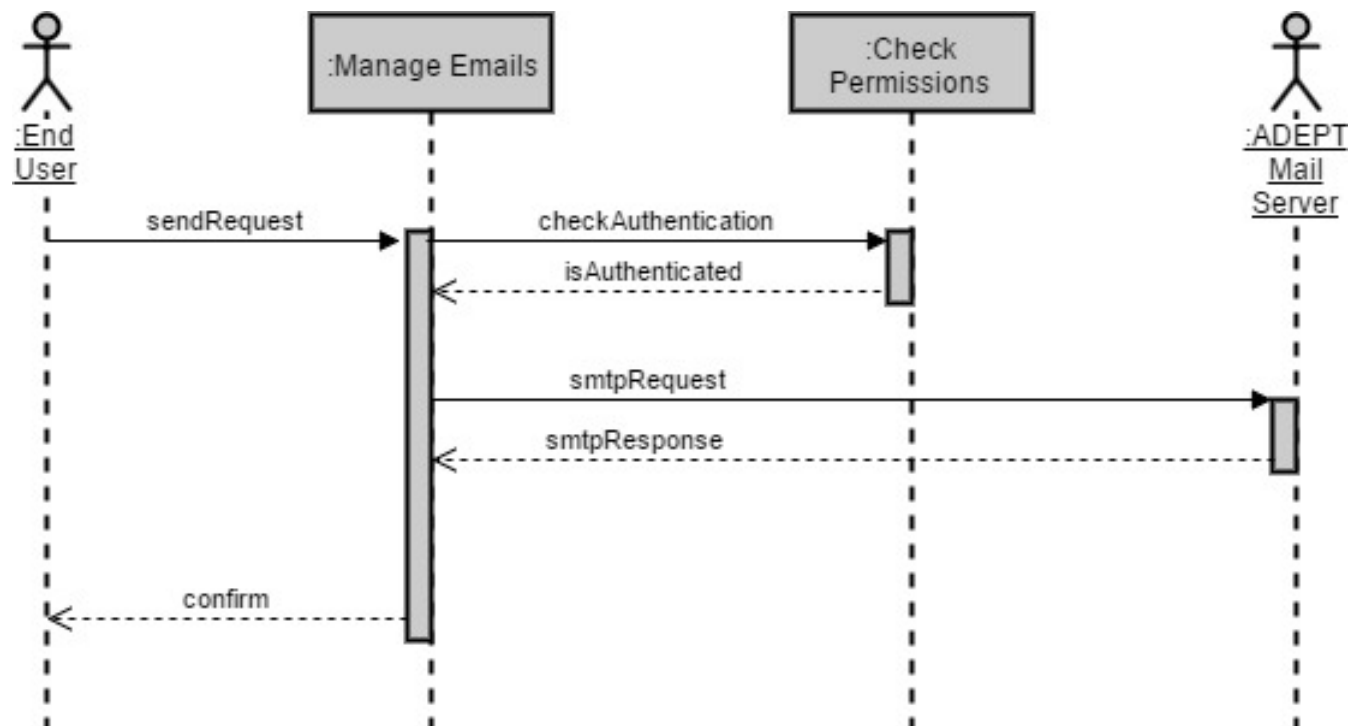 :End
User
:Manage Emails
:Check
Permissions
:ADEPT
Mail
Server
sendRequest
checkAuthentication
isAuthenticated
smtpRequest
smtpResponse
confirm